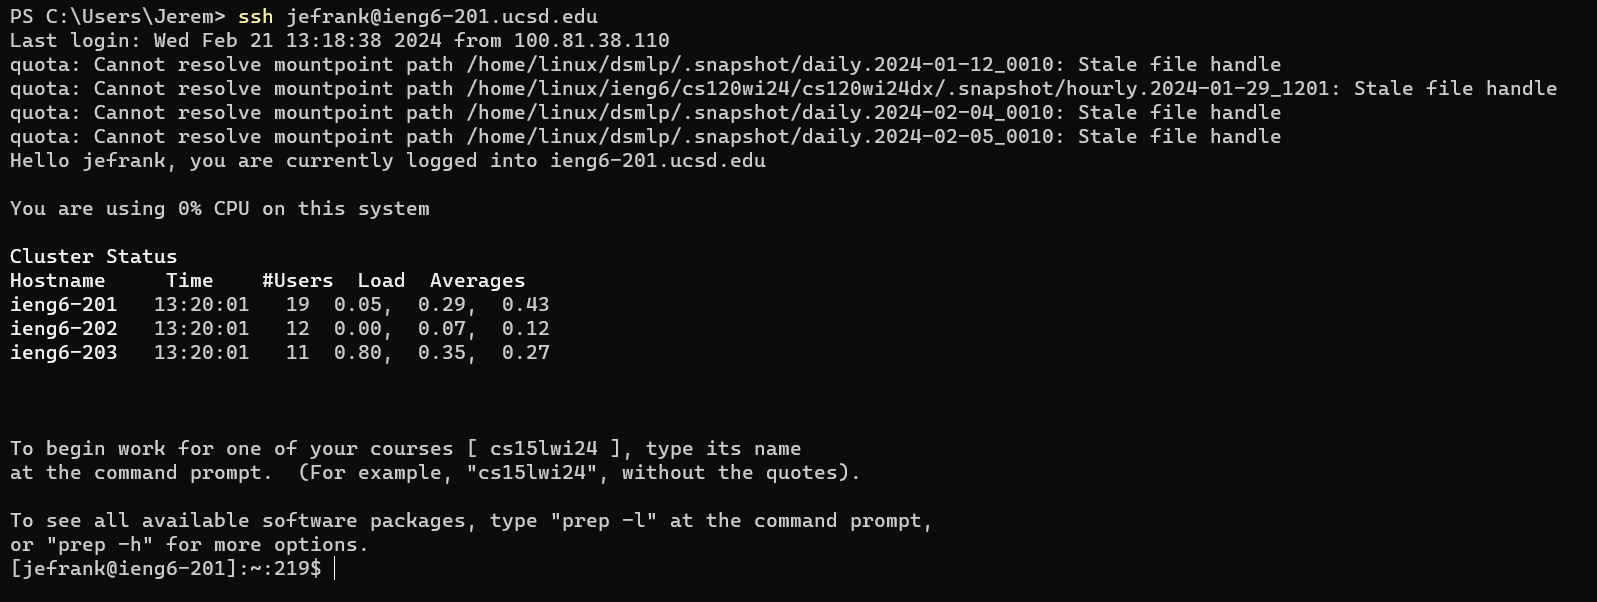 PS C:\Users\Jerem> ssh jefrank@ieng6-201.ucsd.edu
Last login: Wed Feb 21 13:18:38 2024 from 100.81.38.110
quota: Cannot resolve mountpoint path /home/linux/dsmlp/.snapshot/daily.2024-01-12_0010: Stale file handle
quota: Cannot resolve mountpoint path /home/linux/ieng6/cs120wi24/cs120wi24dx/.snapshot/hourly.2024-01-29_1201: Stale file handle
quota: Cannot resolve mountpoint path /home/linux/dsmlp/.snapshot/daily.2024-02-04_0010: Stale file handle
quota: Cannot resolve mountpoint path /home/linux/dsmlp/.snapshot/daily.2024-02-05_0010: Stale file handle
Hello jefrank, you are currently logged into ieng6-201.ucsd.edu
You are using 0% CPU on this system
Cluster Status
Hostname     Time    #Users  Load  Averages
ieng6-201   13:20:01   19  0.05,  0.29,  0.43
ieng6-202   13:20:01   12  0.00,  0.07,  0.12
ieng6-203   13:20:01   11  0.80,  0.35,  0.27
To begin work for one of your courses [ cs15lwi24 ], type its name
at the command prompt.  (For example, "cs15lwi24", without the quotes).
To see all available software packages, type "prep -l" at the command prompt,
or "prep -h" for more options.
[jefrank@ieng6-201]:~:219$